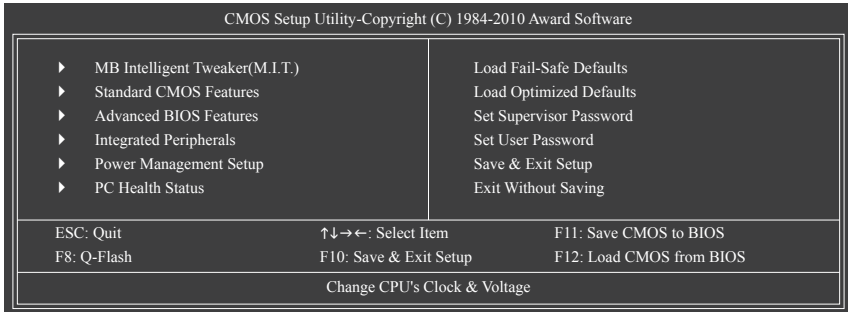 CMOS Setup Utility-Copyright (C) 1984-2010 Award Software
MB Intelligent Tweaker(M.I.T.)
Standard CMOS Features
Advanced BIOS Features
Integrated Peripherals
Power Management Setup
PC Health Status
Load Fail-Safe Defaults
Load Optimized Defaults
Set Supervisor Password
Set User Password
Save & Exit Setup
Exit Without Saving
ESC: Quit ↑↓→←: Select Item F11: Save CMOS to BIOS
F8: Q-Flash F10: Save & Exit Setup F12: Load CMOS from BIOS
Change CPU's Clock & Voltage